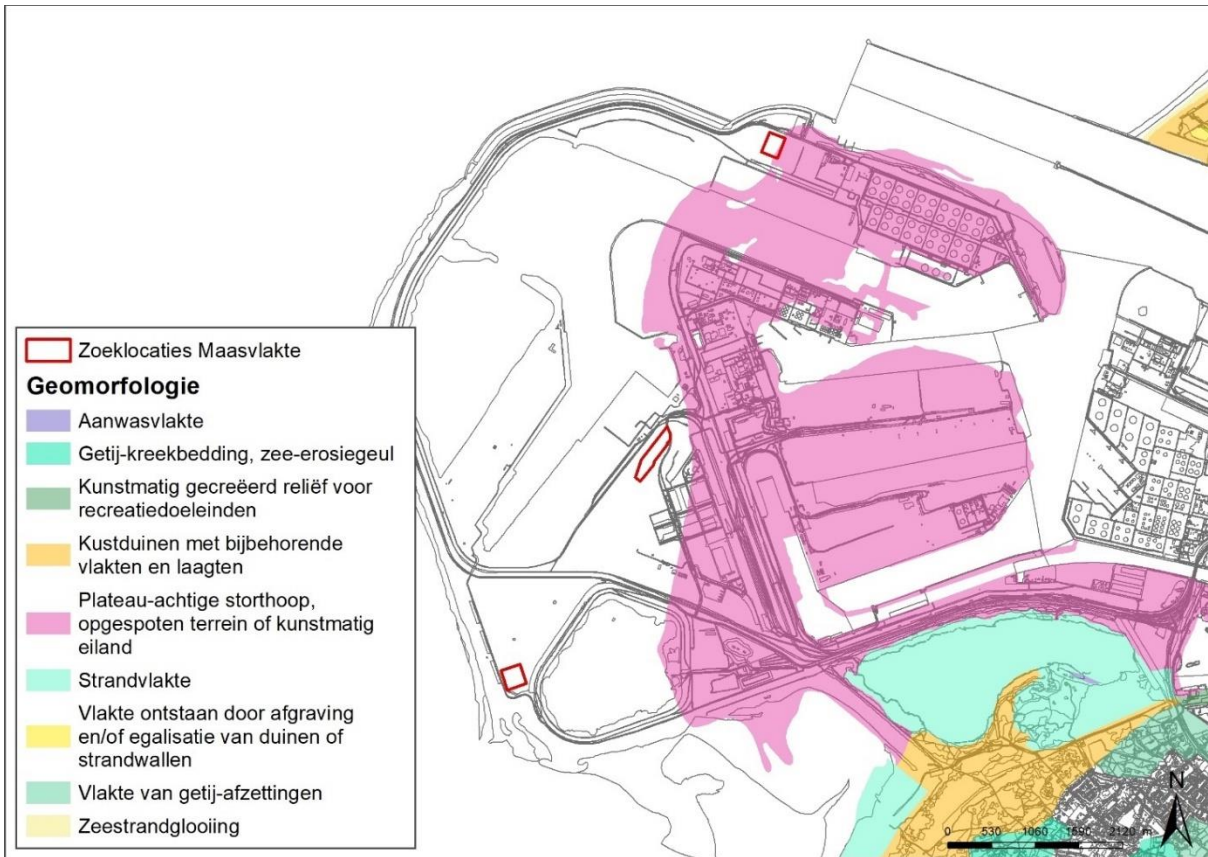 Zoeklocaties Maasvlakte
Geomorfologie
Aanwasvlakte
Getij-kreekbedding, zee-erosiegeul
Kunstmatig gecreëerd reliëf voor
recreatiedoeleinden
Kustduinen met bijbehorende
vlakten en laagten
Plateau-achtige storthoop,
opgespoten terrein of kunstmatig
eiland
Strandvlakte
Vlakte ontstaan door afgraving
en/of egalisatie van duinen of
strandwallen
Vlakte van getij-afzettingen
Zeestrandglooiing
N
0 530 1060 1590 2120 m